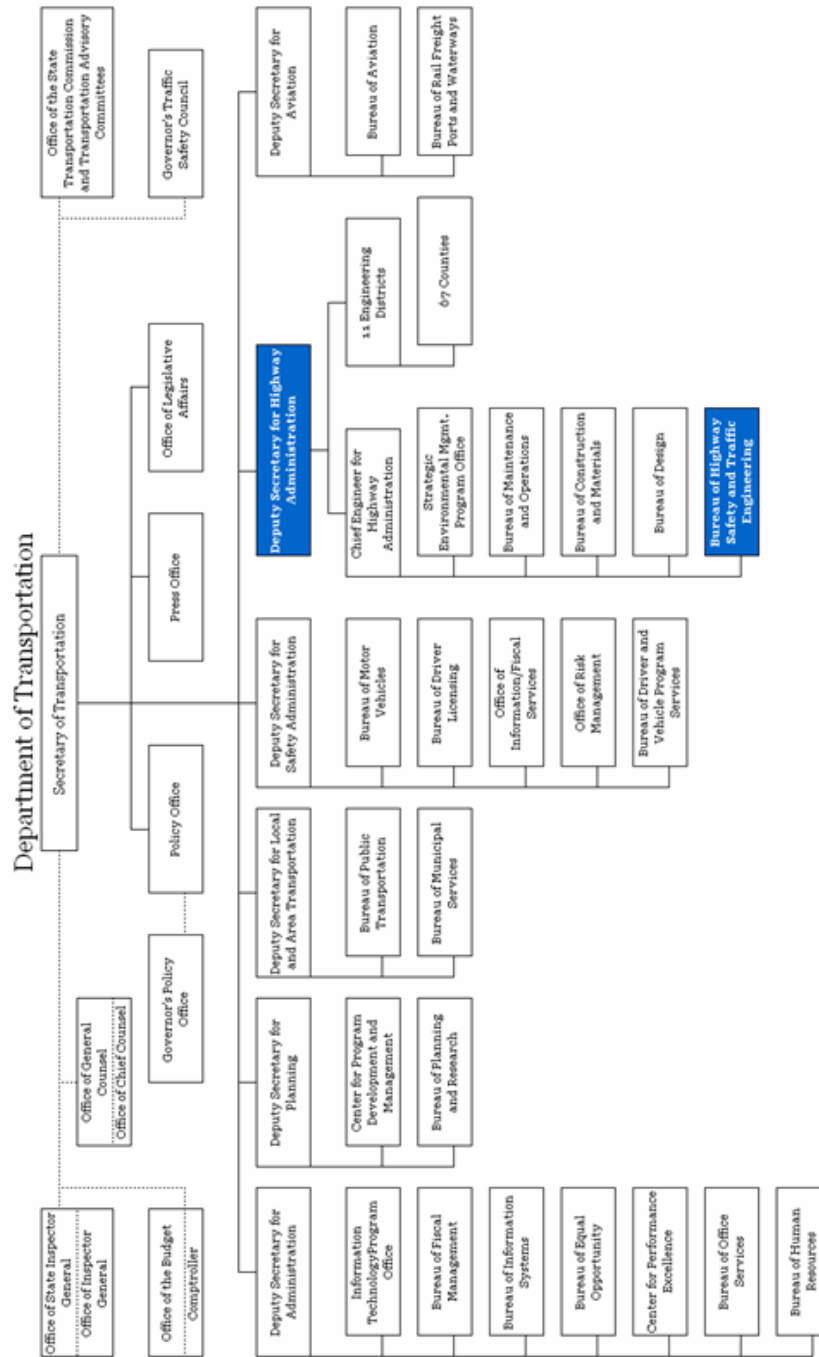 Department of Transportation
Secretary of Transportation
Office of State Inspector
General
Office of Inspector
General
Office of General
Counsel
Office of Chief Counsel
Office of the State
Transportation Commission
and Transportation Advisory
Committees
Office of the Budget
Comptroller
Governor's Policy
Office
Policy Office
Press Office
Office of Legislative
Affairs
Governor's Traffic
Safety Council
Deputy Secretary for
Administration
Information
TechnologyProgram
Office
Bureau of Fiscal
Management
Bureau of Information
Systems
Bureau of Equal
Opportunity
Center for Performance
Excellence
Bureau of Office
Services
Bureau of Human
Resources
Deputy Secretary for
Planning
Center for Program
Development and
Management
Bureau of Planning
and Research
Deputy Secretary for Local
and Area Transportation
Bureau of Public
Transportation
Bureau of Municipal
Services
Deputy Secretary for
Safety Administration
Bureau of Motor
Vehicles
Bureau of Driver
Licensing
Office of
Information/Fiscal
Services
Office of Risk
Management
Bureau of Driver and
Vehicle Program
Services
Deputy Secretary for Highway
Administration
Chief Engineer for
Highway
Administration
Strategic
Environmental Mgmt.
Program Office
Bureau of Maintenance
and Operations
Bureau of Construction
and Materials
Bureau of Design
Bureau of Highway
Safety and Traffic
Engineering
11 Engineering
Districts
67 Counties
Deputy Secretary for
Aviation
Bureau of Aviation
Bureau of Rail Freight
Ports and Waterways